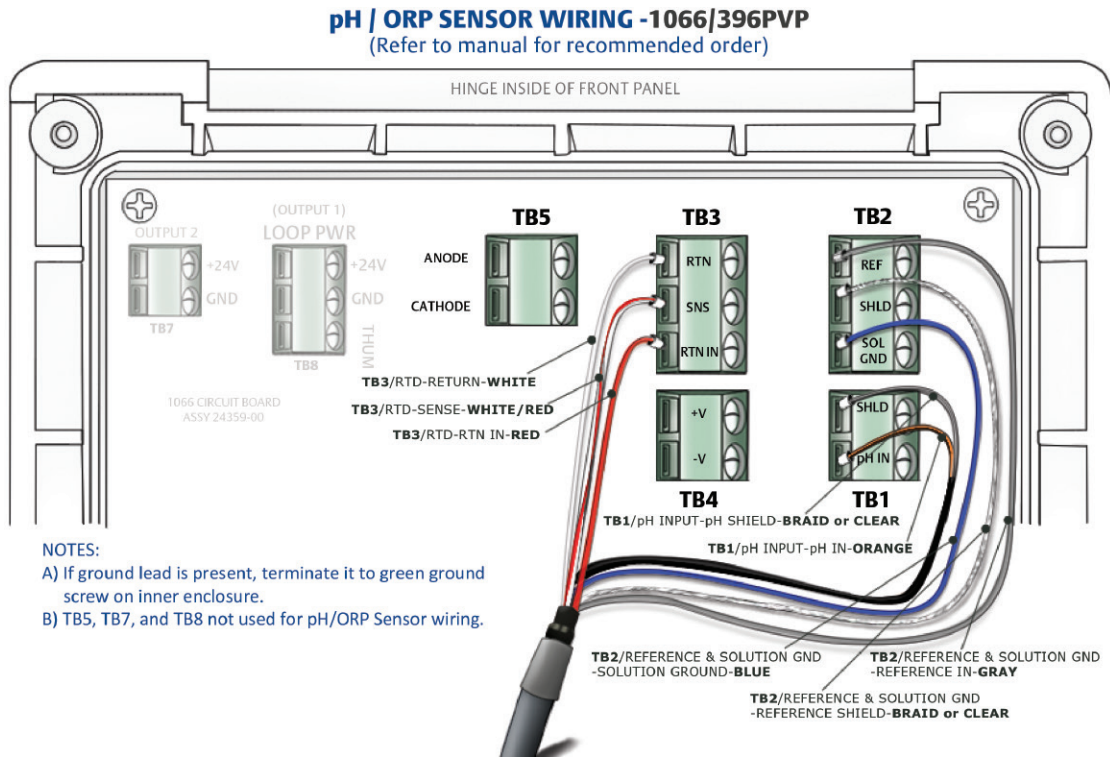 pH / ORP SENSOR WIRING -1066/396PVP
(Refer to manual for recommended order)
HINGE INSIDE OF FRONT PANEL
OUTPUT 2
+24V
GND
TB7
(OUTPUT 1)
LOOP PWR
+24V
GND
THUM
TB8
1066 CIRCUIT BOARD
ASSY 24359-00
TB5
ANODE
CATHODE
TB3
RTN
SNS
RTN IN
TB2
REF
SHLD
SOL
GND
TB3/RTD-RETURN-WHITE
TB3/RTD-SENSE-WHITE/RED
TB3/RTD-RTN IN-RED
+V
-V
TB4
SHLD
pH IN
TB1
TB1/pH INPUT-pH SHIELD-BRAID or CLEAR
TB1/pH INPUT-pH IN-ORANGE
NOTES:
A) If ground lead is present, terminate it to green ground
screw on inner enclosure.
B) TB5, TB7, and TB8 not used for pH/ORP Sensor wiring.
TB2/REFERENCE & SOLUTION GND
-SOLUTION GROUND-BLUE
TB2/REFERENCE & SOLUTION GND
-REFERENCE IN-GRAY
TB2/REFERENCE & SOLUTION GND
-REFERENCE SHIELD-BRAID or CLEAR